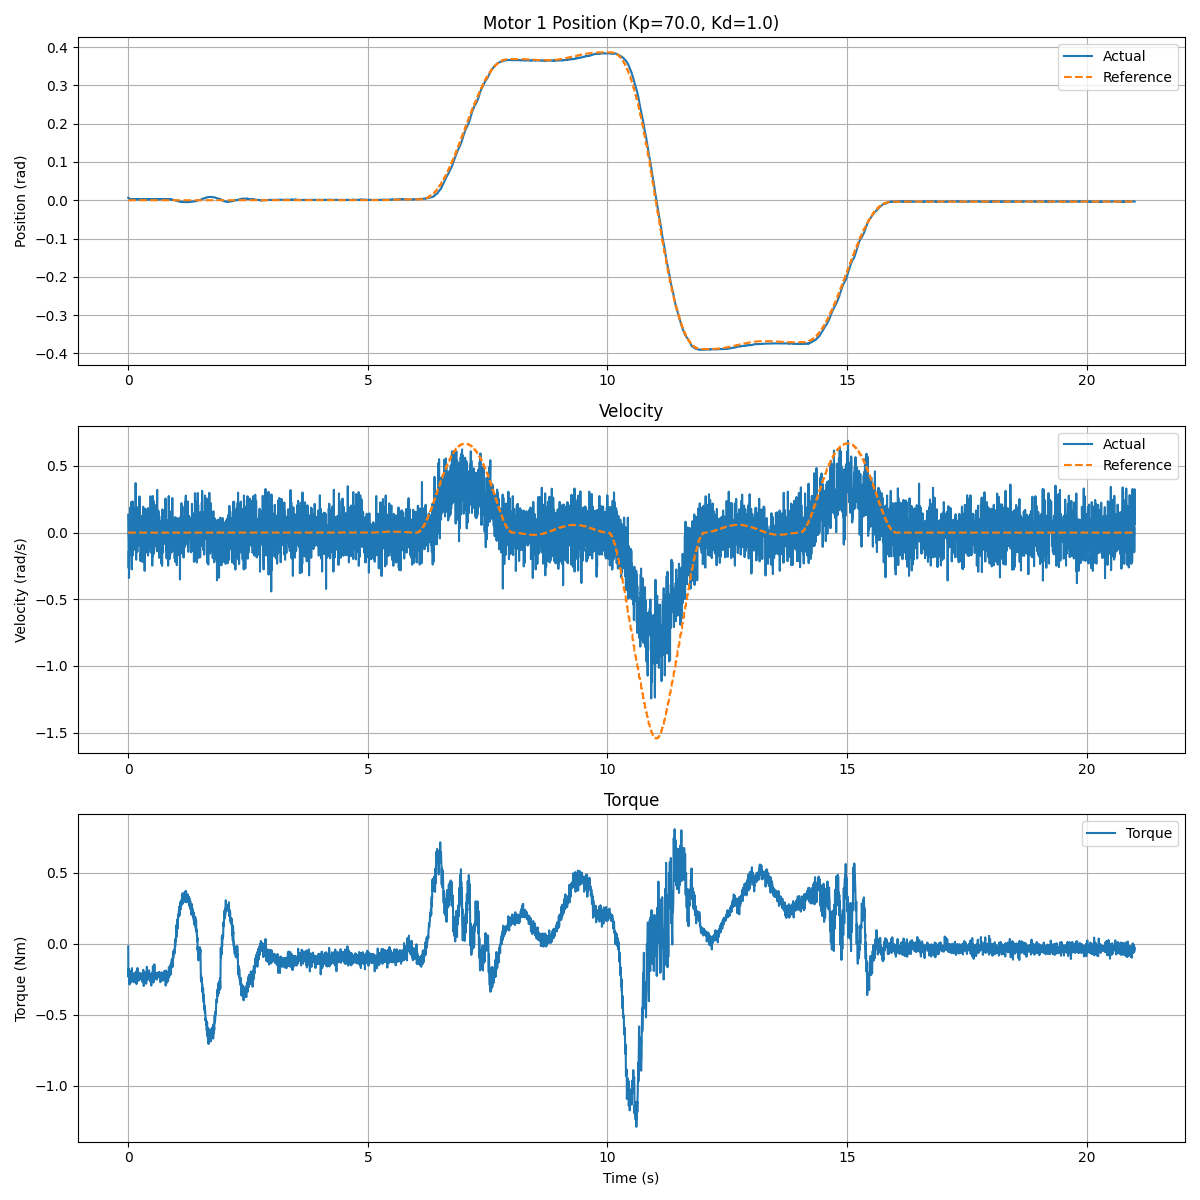 Motor 1 Position (Kp=70.0, Kd=1.0)
0.4
0.3
0.2
0.1
0.0
−0.1
−0.2
−0.3
−0.4
Position (rad)
Actual
Reference
0 5 10 15 20
Velocity
0.5
0.0
−0.5
−1.0
−1.5
Velocity (rad/s)
Actual
Reference
0 5 10 15 20
Torque
0.5
0.0
−0.5
−1.0
Torque (Nm)
Torque
0 5 10 15 20
Time (s)